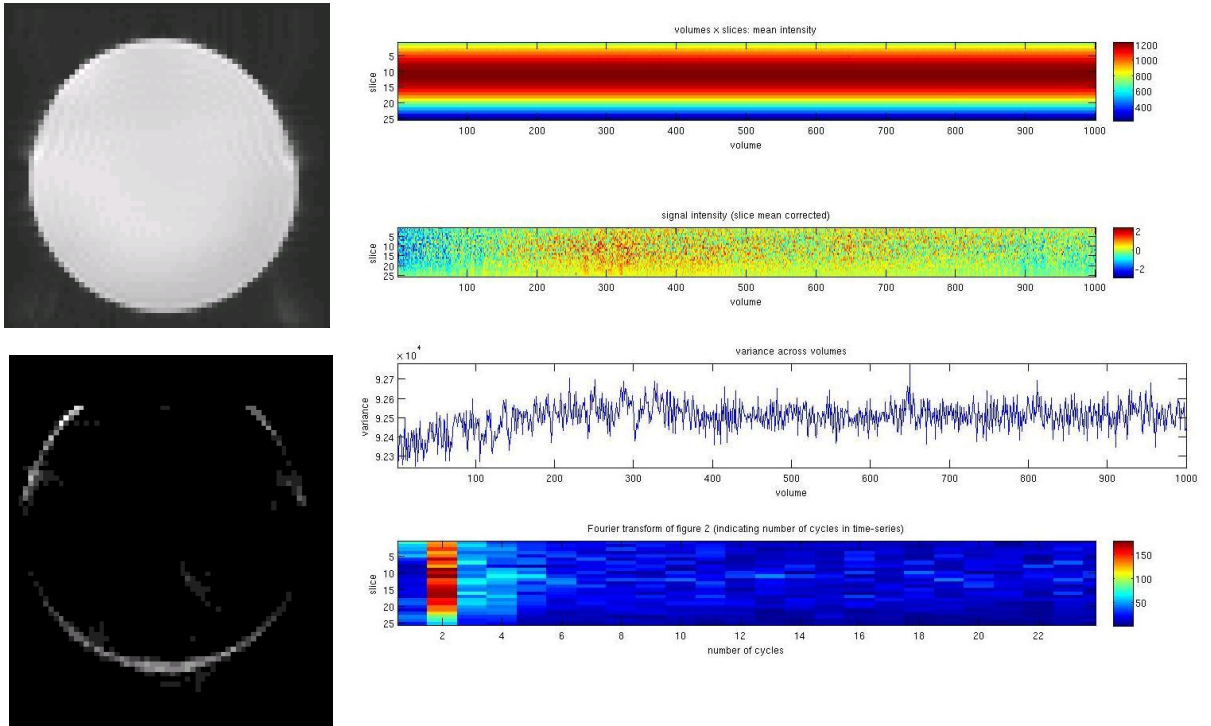 volumes x slices: mean intensity
slice
5
10
15
20
25
100 200 300 400 500 600 700 800 900 1000
volume
1200
1000
800
600
400
signal intensity (slice mean corrected)
slice
5
10
15
20
25
100 200 300 400 500 600 700 800 900 1000
volume
2
0
-2
variance across volumes
× 10^4
variance
9.27
9.26
9.25
9.24
9.23
100 200 300 400 500 600 700 800 900 1000
volume
Fourier transform of figure 2 (indicating number of cycles in time-series)
slice
5
10
15
20
25
2 4 6 8 10 12 14 16 18 20 22
number of cycles
150
100
50